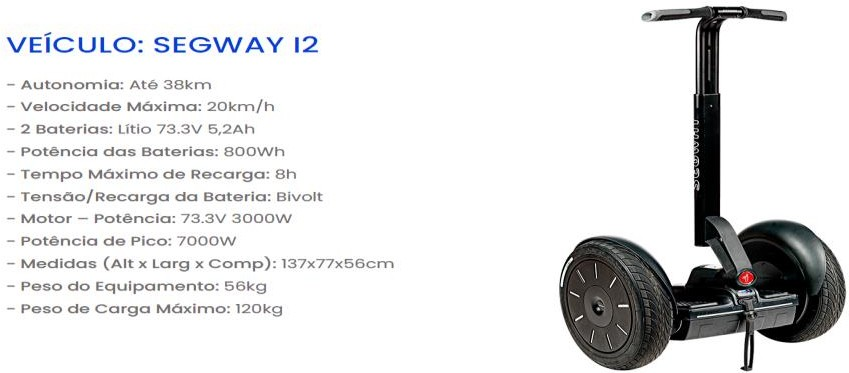 VEÍCULO: SEGWAY I2
- Autonomia: Até 38km
- Velocidade Máxima: 20km/h
- 2 Baterias: Lítio 73.3V 5,2Ah
- Potência das Baterias: 800Wh
- Tempo Máximo de Recarga: 8h
- Tensão/Recarga da Bateria: Bivolt
- Motor – Potência: 73.3V 3000W
- Potência de Pico: 7000W
- Medidas (Alt x Larg x Comp): 137x77x56cm
- Peso do Equipamento: 56kg
- Peso de Carga Máximo: 120kg